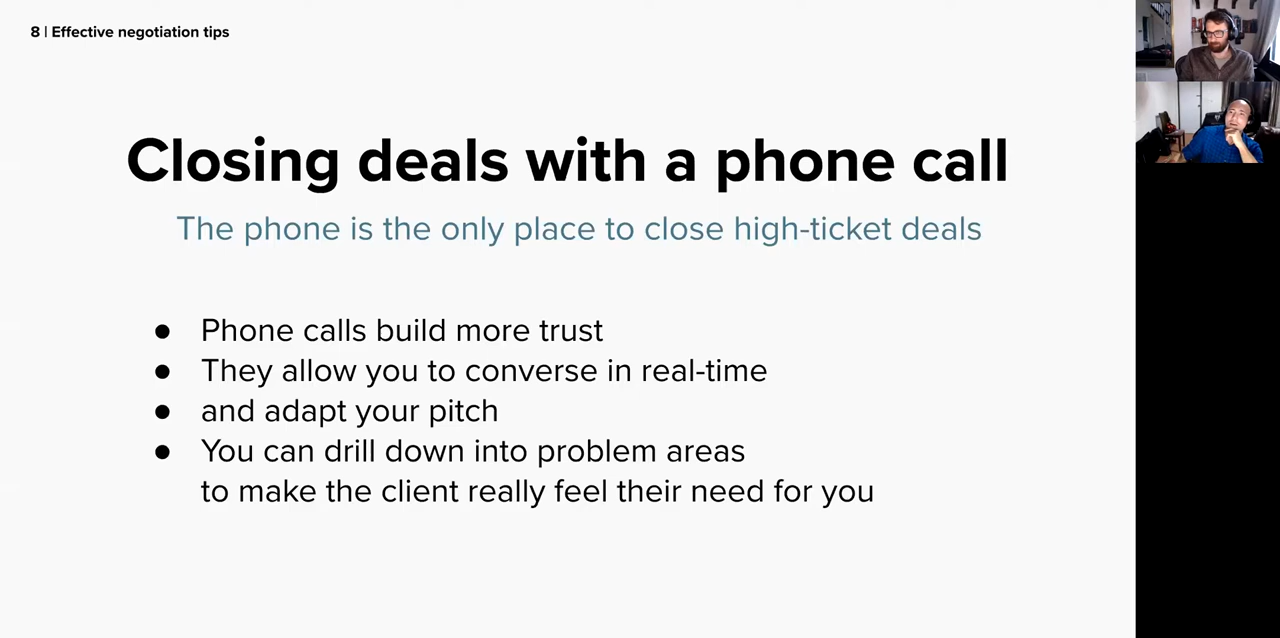 8 | Effective negotiation tips
Closing deals with a phone call
The phone is the only place to close high-ticket deals
● Phone calls build more trust
● They allow you to converse in real-time
● and adapt your pitch
● You can drill down into problem areas
to make the client really feel their need for you